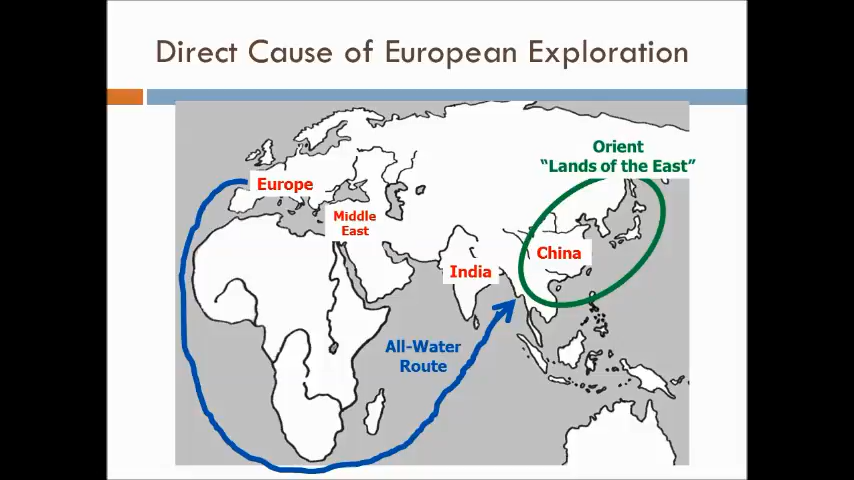 Direct Cause of European Exploration
Orient
“Lands of the East”
Europe
Middle
East
China
India
All-Water
Route